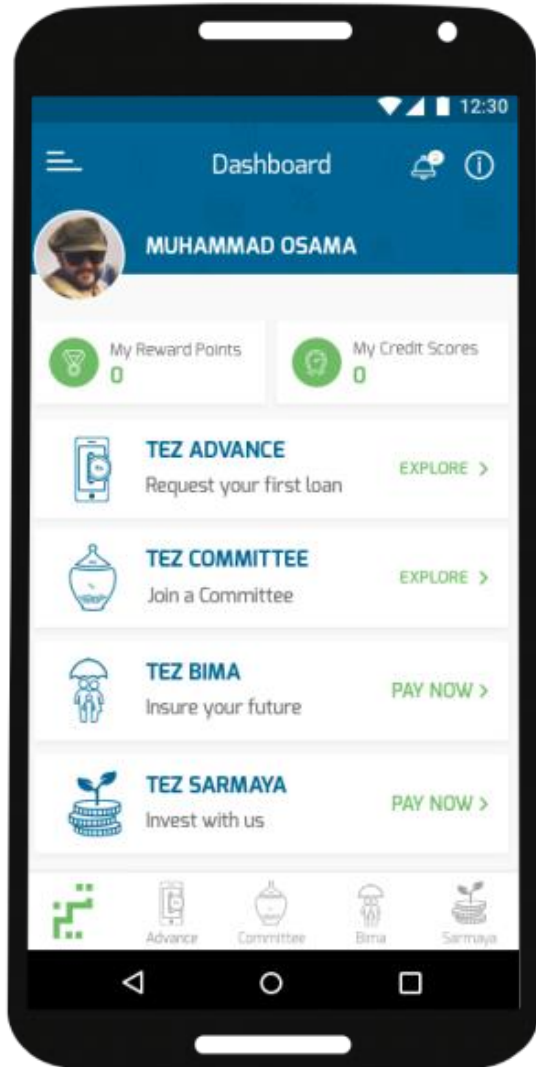 12:30
Dashboard
MUHAMMAD OSAMA
My Reward Points
0
My Credit Scores
0
TEZ ADVANCE
Request your first loan
EXPLORE >
TEZ COMMITTEE
Join a Committee
EXPLORE >
TEZ BIMA
Insure your future
PAY NOW >
TEZ SARMAYA
Invest with us
PAY NOW >
Advance Committee Bima Sarmaya